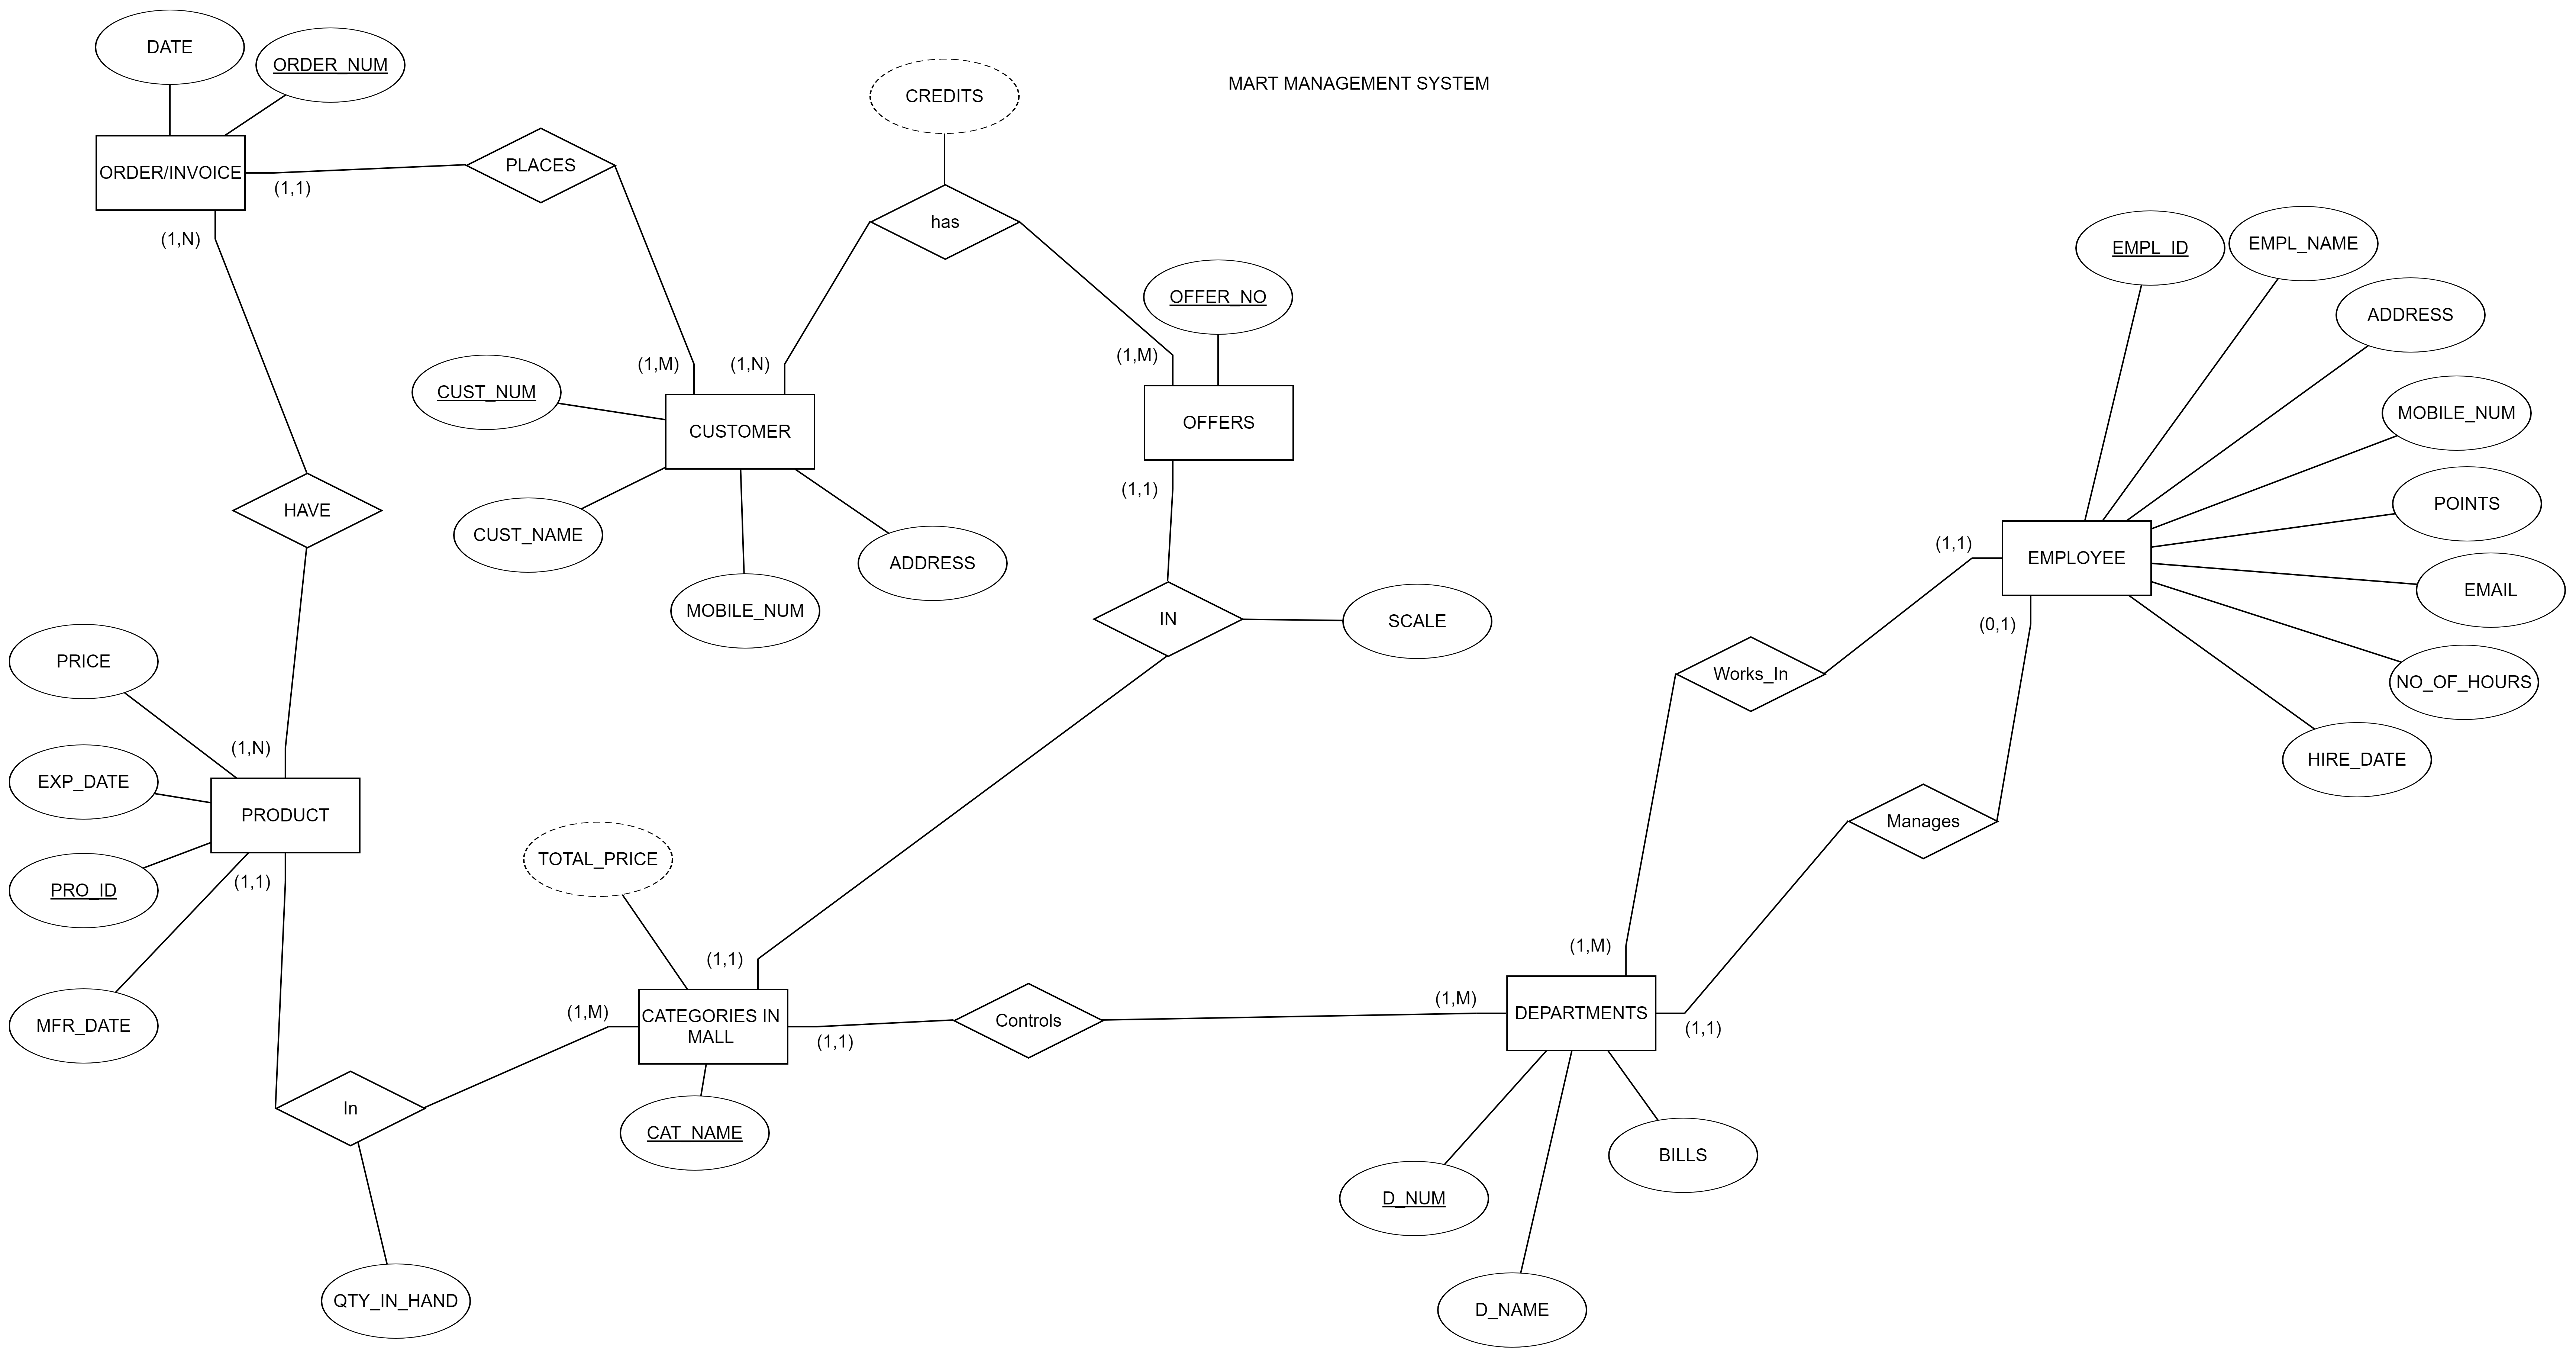 DATE
ORDER_NUM
MART MANAGEMENT SYSTEM
CREDITS
ORDER/INVOICE
(1,1)
PLACES
has
(1,N)
EMPL_ID
EMPL_NAME
ADDRESS
OFFER_NO
(1,M)
(1,N)
(1,M)
CUST_NUM
CUSTOMER
OFFERS
MOBILE_NUM
(1,1)
HAVE
CUST_NAME
ADDRESS
MOBILE_NUM
POINTS
(1,1)
EMPLOYEE
EMAIL
IN
SCALE
(0,1)
PRICE
Works_In
NO_OF_HOURS
(1,N)
EXP_DATE
PRODUCT
HIRE_DATE
Manages
PRO_ID
(1,1)
TOTAL_PRICE
(1,1)
(1,M)
MFR_DATE
(1,M)
CATEGORIES IN
MALL
(1,1)
Controls
(1,M)
DEPARTMENTS
(1,1)
In
CAT_NAME
BILLS
D_NUM
QTY_IN_HAND
D_NAME